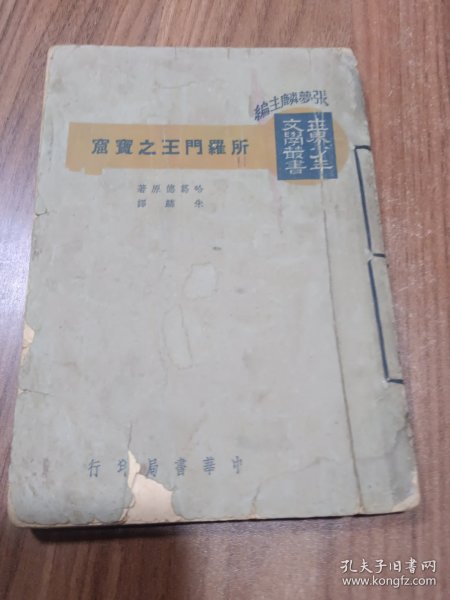 張夢麟主編
世界少年
文學叢書
所羅門王之寶窟
哈葛德原著
朱 譯
中華書局印行
孔夫子旧书网
www.kongfz.com